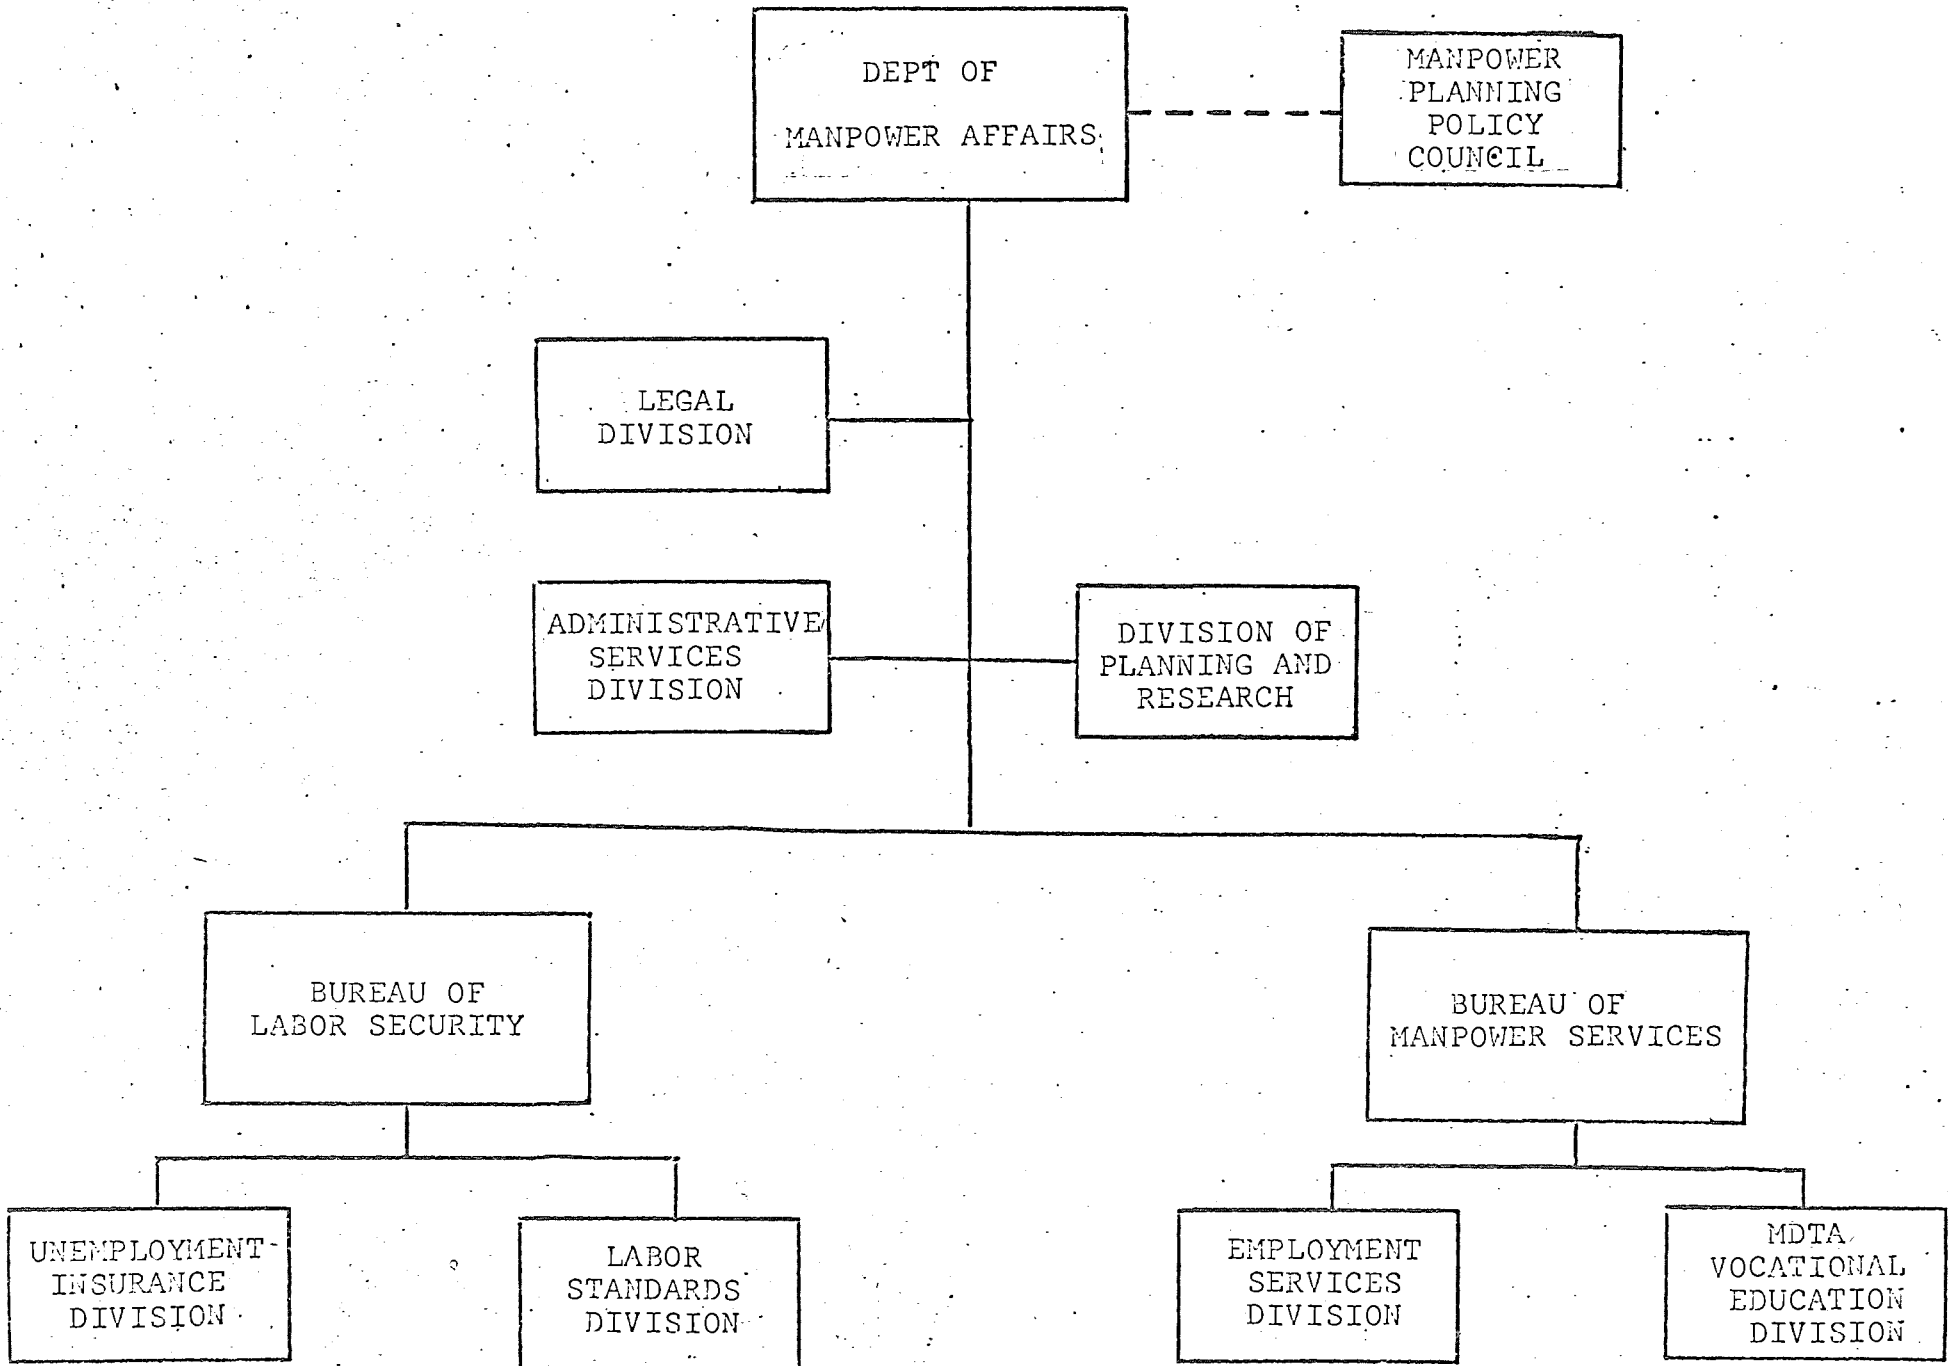 DEPT OF
MANPOWER AFFAIRS
MANPOWER
PLANNING
POLICY
COUNCIL
LEGAL
DIVISION
ADMINISTRATIVE
SERVICES
DIVISION
DIVISION OF
PLANNING AND
RESEARCH
BUREAU OF
LABOR SECURITY
BUREAU OF
MANPOWER SERVICES
UNEMPLOYMENT
INSURANCE
DIVISION
LABOR
STANDARDS
DIVISION
EMPLOYMENT
SERVICES
DIVISION
MDTA
VOCATIONAL
EDUCATION
DIVISION